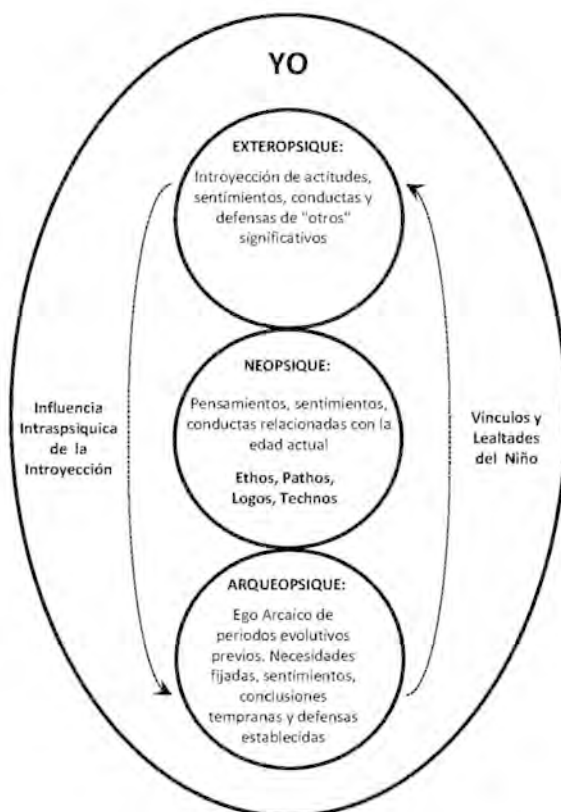 YO
EXTEROPSIQUE:
Introyección de actitudes,
sentimientos, conductas y
defensas de "otros"
significativos
NEOPSIQUE:
Pensamientos, sentimientos,
conductas relacionadas con la
edad actual
Ethos, Pathos,
Logos, Technos
Influencia
Intraspsiquica
de la
Introyección
Vínculos y
Lealtades
del Niño
ARQUEOPSIQUE:
Ego Arcaico de
periodos evolutivos
previos. Necesidades
fijadas, sentimientos,
conclusiones
tempranas y defensas
establecidas